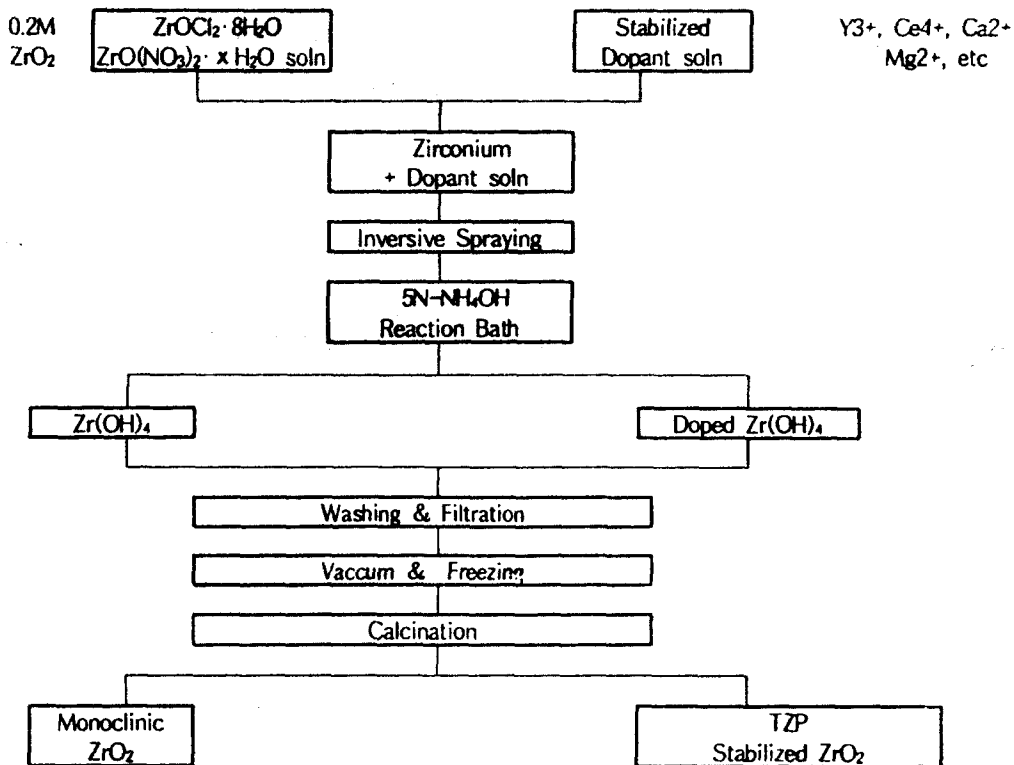 0.2M
ZrO₂
ZrOCl₂· 8H₂O
ZrO(NO₃)₂· x H₂O soln
Stabilized
Dopant soln
Y3+, Ce4+, Ca2+
Mg2+, etc
Zirconium
+ Dopant soln
Inversive Spraying
5N-NH₄OH
Reaction Bath
Zr(OH)₄
Doped Zr(OH)₄
Washing & Filtration
Vaccum & Freezing
Calcination
Monoclinic
ZrO₂
TZP
Stabilized ZrO₂